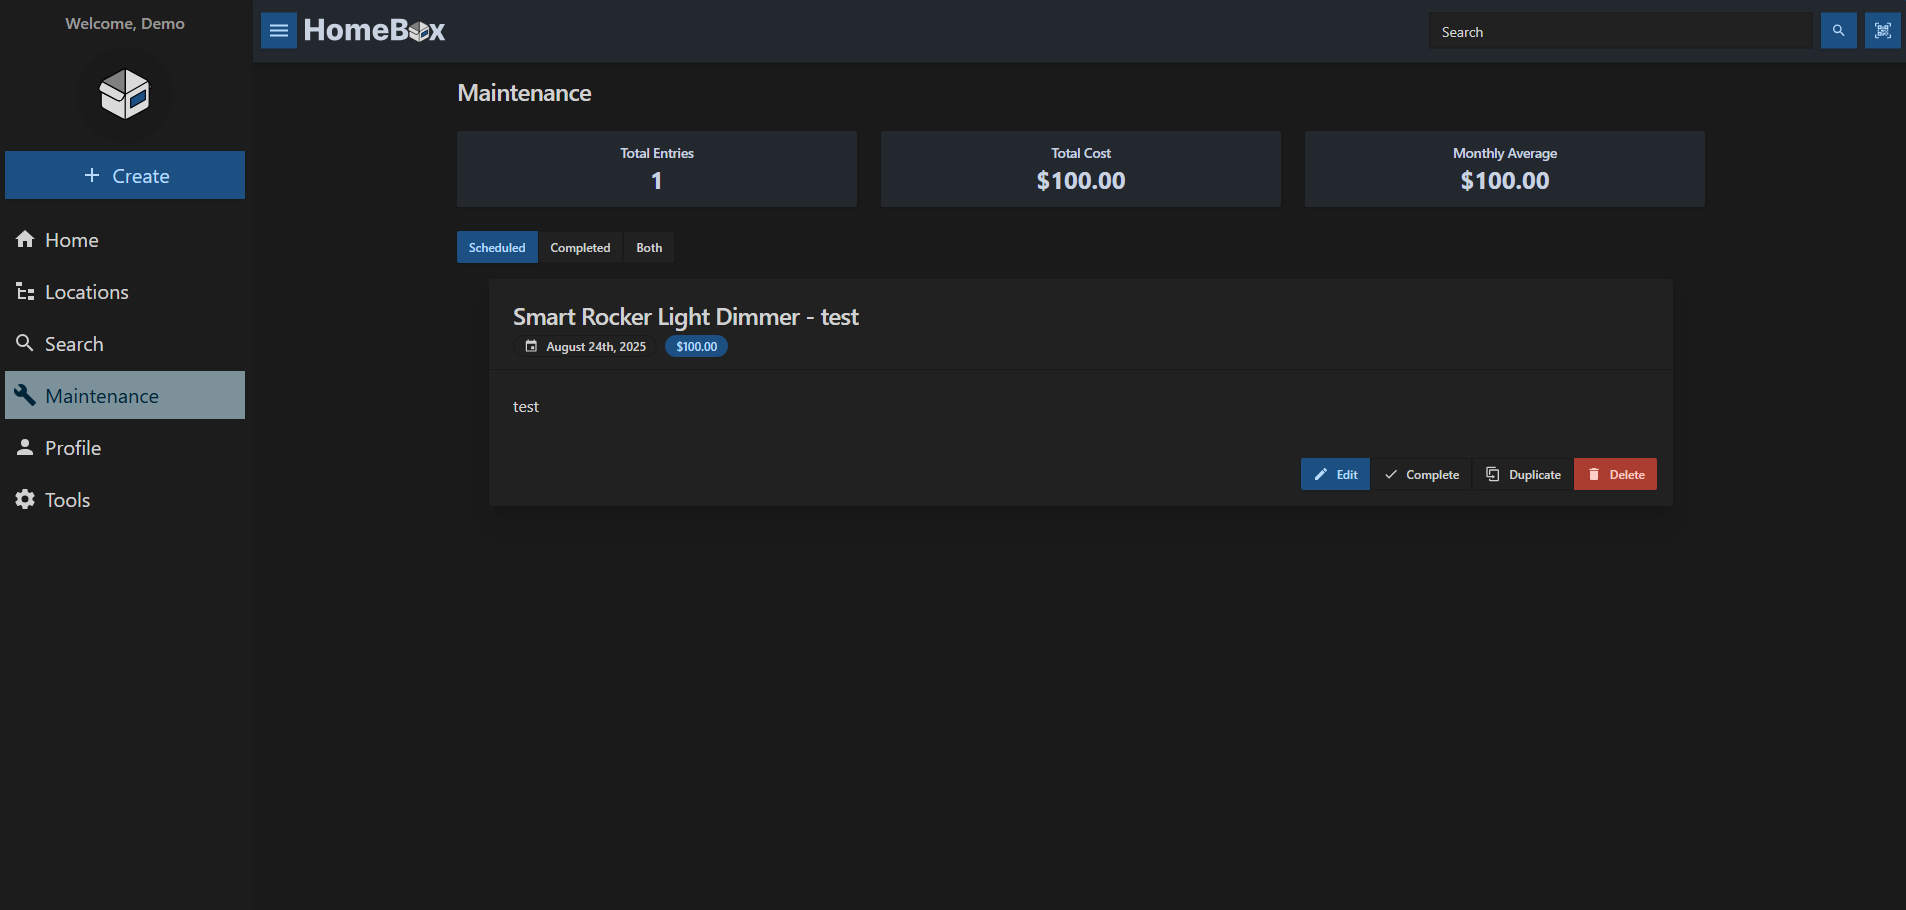 Welcome, Demo
Create
Home
Locations
Search
Maintenance
Profile
Tools
HomeBox
Search
Maintenance
Total Entries
1
Total Cost
$100.00
Monthly Average
$100.00
Scheduled Completed Both
Smart Rocker Light Dimmer - test
August 24th, 2025 $100.00
test
Edit Complete Duplicate Delete